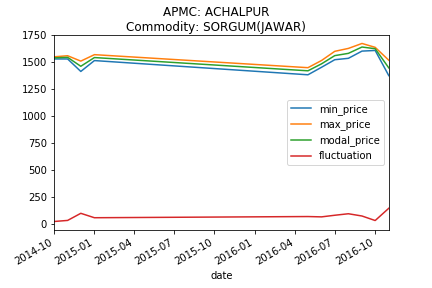 APMC: ACHALPUR
Commodity: SORGUM(JAWAR)
1750
1500
1250
1000
750
500
250
0
min_price
max_price
modal_price
fluctuation
2014-10
2015-01
2015-04
2015-07
2015-10
2016-01
2016-04
2016-07
2016-10
date